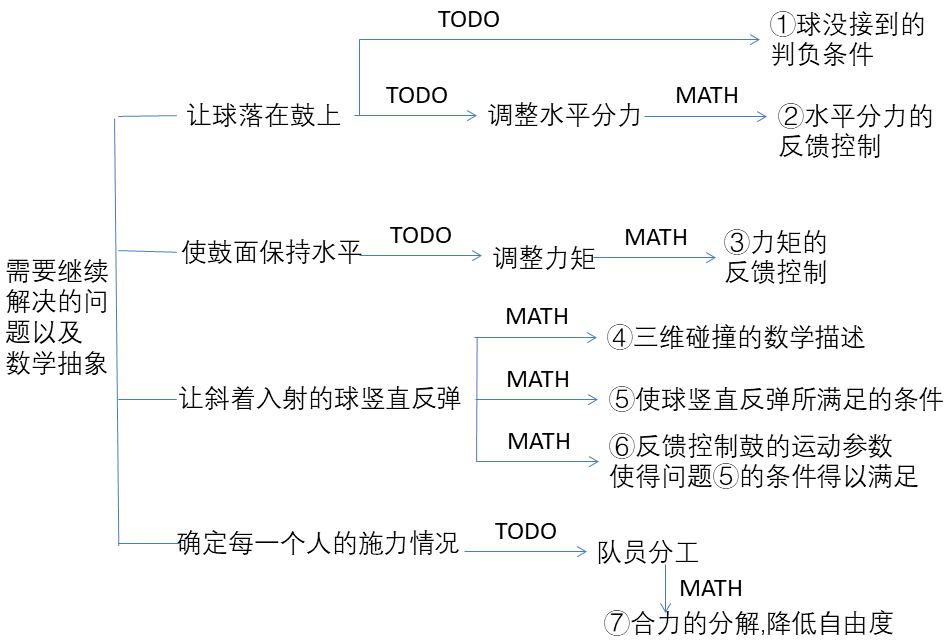 需要继续
解决的问
题以及
数学抽象
让球落在鼓上
TODO
①球没接到的
判负条件
TODO
调整水平分力
MATH
②水平分力的
反馈控制
使鼓面保持水平
TODO
调整力矩
MATH
③力矩的
反馈控制
让斜着入射的球竖直反弹
MATH
④三维碰撞的数学描述
MATH
⑤使球竖直反弹所满足的条件
MATH
⑥反馈控制鼓的运动参数
使得问题⑤的条件得以满足
确定每一个人的施力情况
TODO
队员分工
MATH
⑦合力的分解,降低自由度